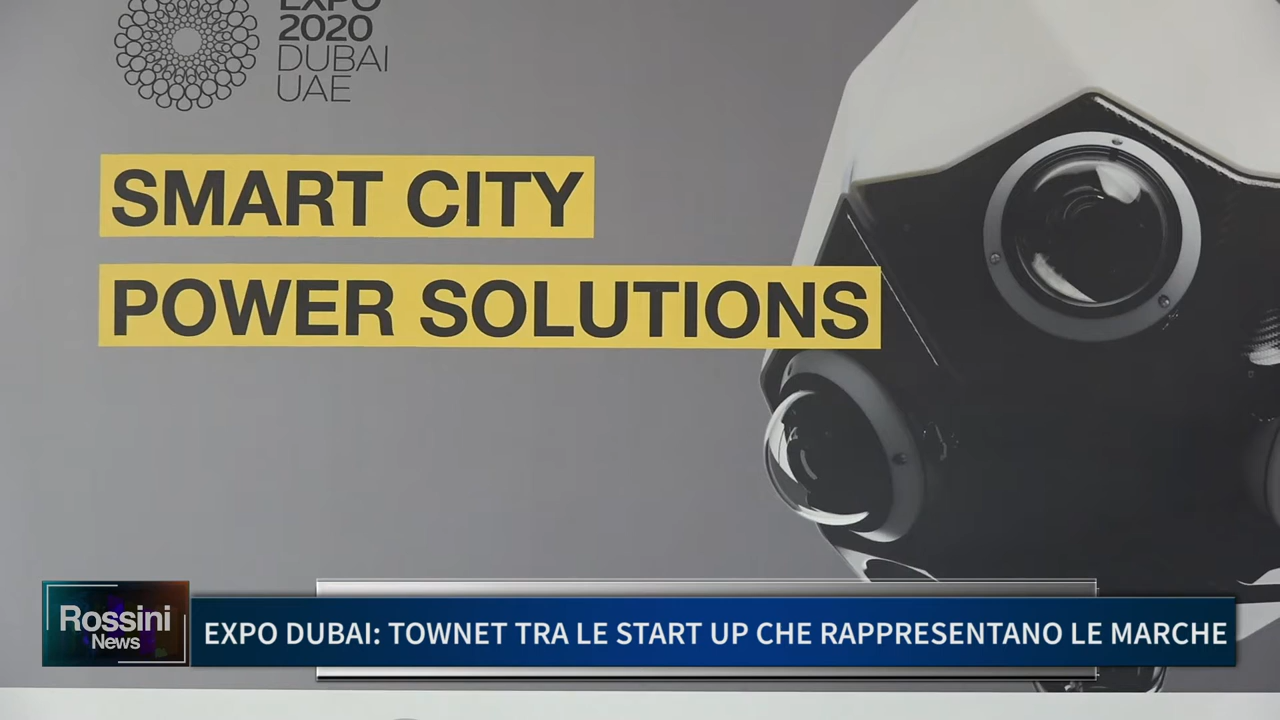 EXPO
2020
DUBAI
UAE
SMART CITY
POWER SOLUTIONS
Rossini
News
EXPO DUBAI: TOWNET TRA LE START UP CHE RAPPRESENTANO LE MARCHE